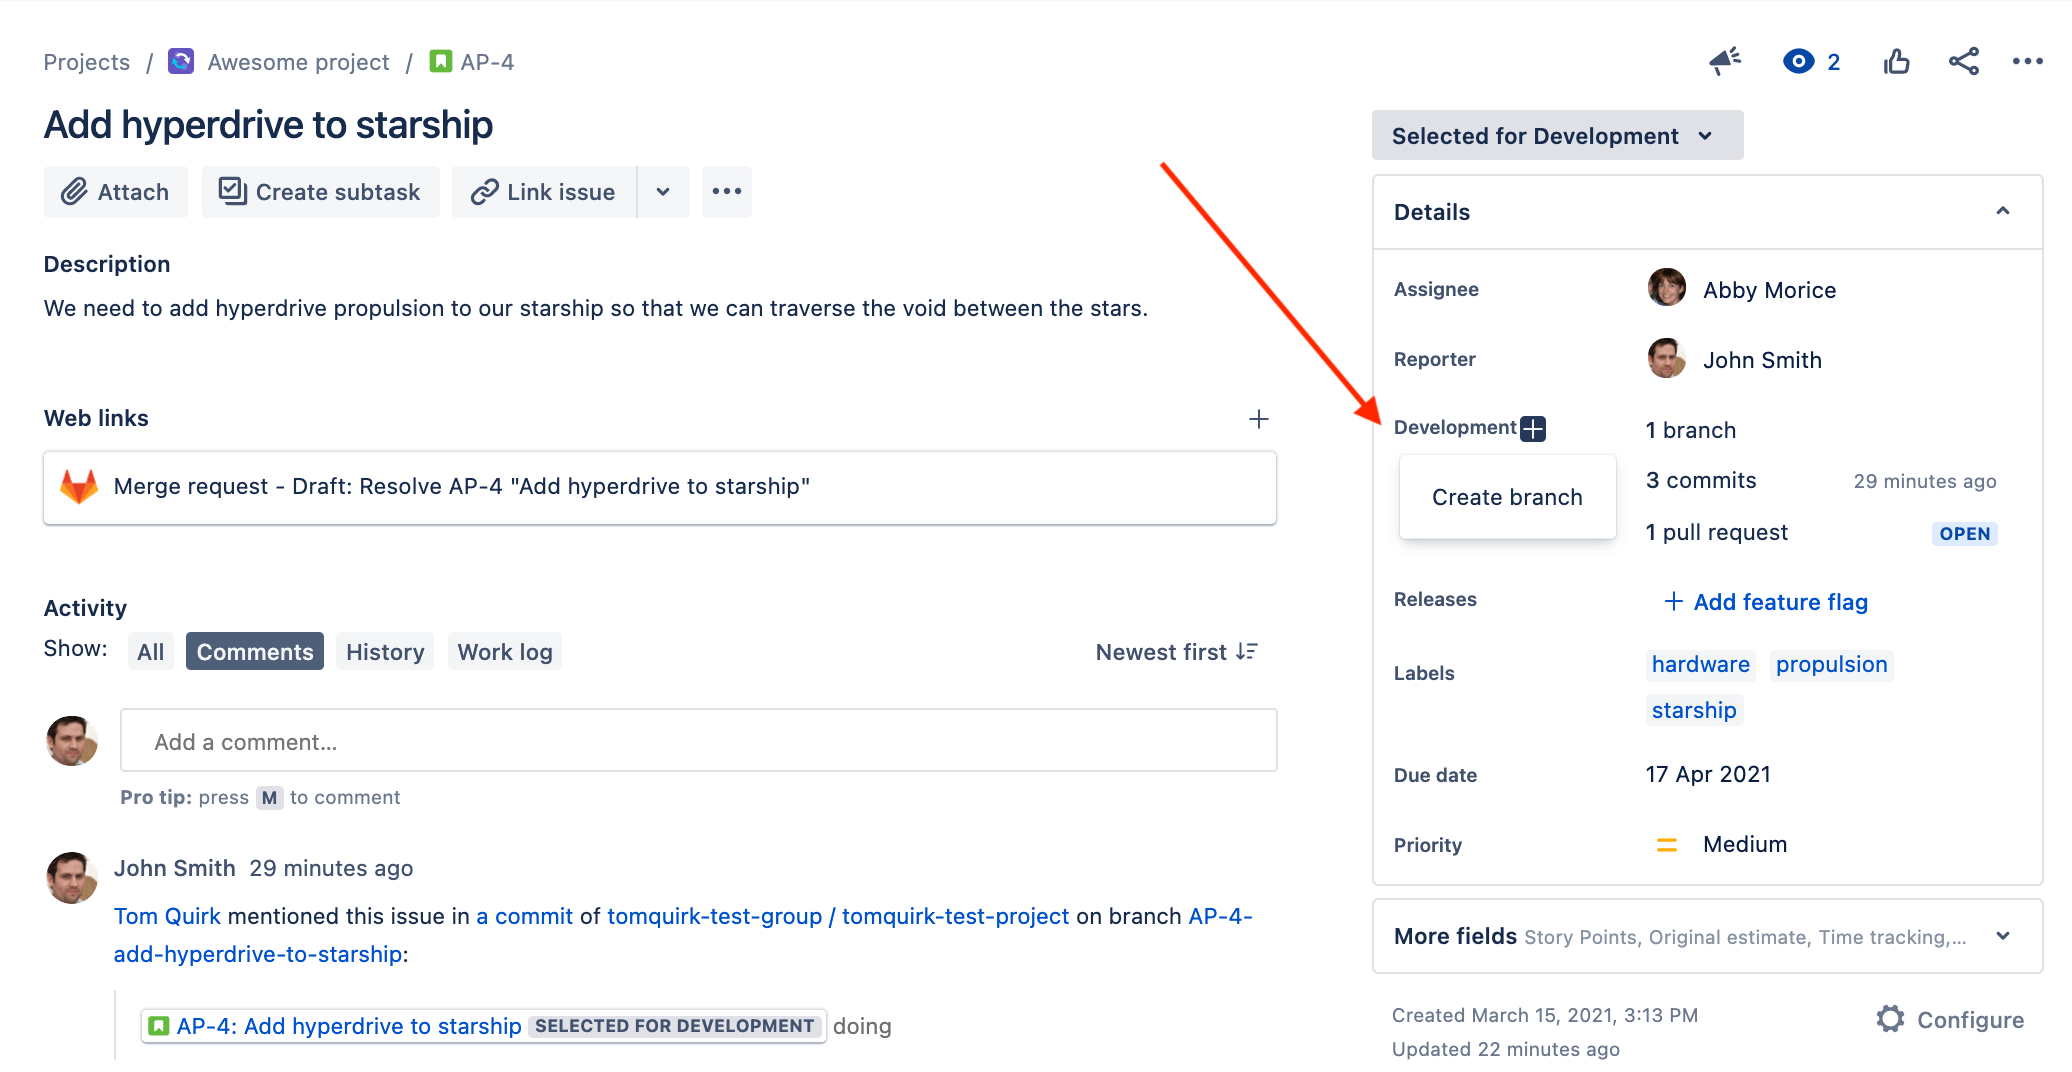 Projects / Awesome project / AP-4
2
Add hyperdrive to starship
Selected for Development
Attach
Create subtask
Link issue
Details
Description
We need to add hyperdrive propulsion to our starship so that we can traverse the void between the stars.
Assignee
Abby Morice
Reporter
John Smith
Web links
Development
1 branch
Create branch
3 commits
29 minutes ago
1 pull request
OPEN
Merge request - Draft: Resolve AP-4 "Add hyperdrive to starship"
Releases
Add feature flag
Labels
hardware propulsion
starship
Due date
17 Apr 2021
Priority
Medium
Activity
Show: All Comments History Work log
Newest first
Add a comment...
Pro tip: press M to comment
John Smith 29 minutes ago
Tom Quirk mentioned this issue in a commit of tomquirk-test-group / tomquirk-test-project on branch AP-4-
add-hyperdrive-to-starship:
AP-4: Add hyperdrive to starship SELECTED FOR DEVELOPMENT doing
More fields Story Points, Original estimate, Time tracking,...
Created March 15, 2021, 3:13 PM
Updated 22 minutes ago
Configure